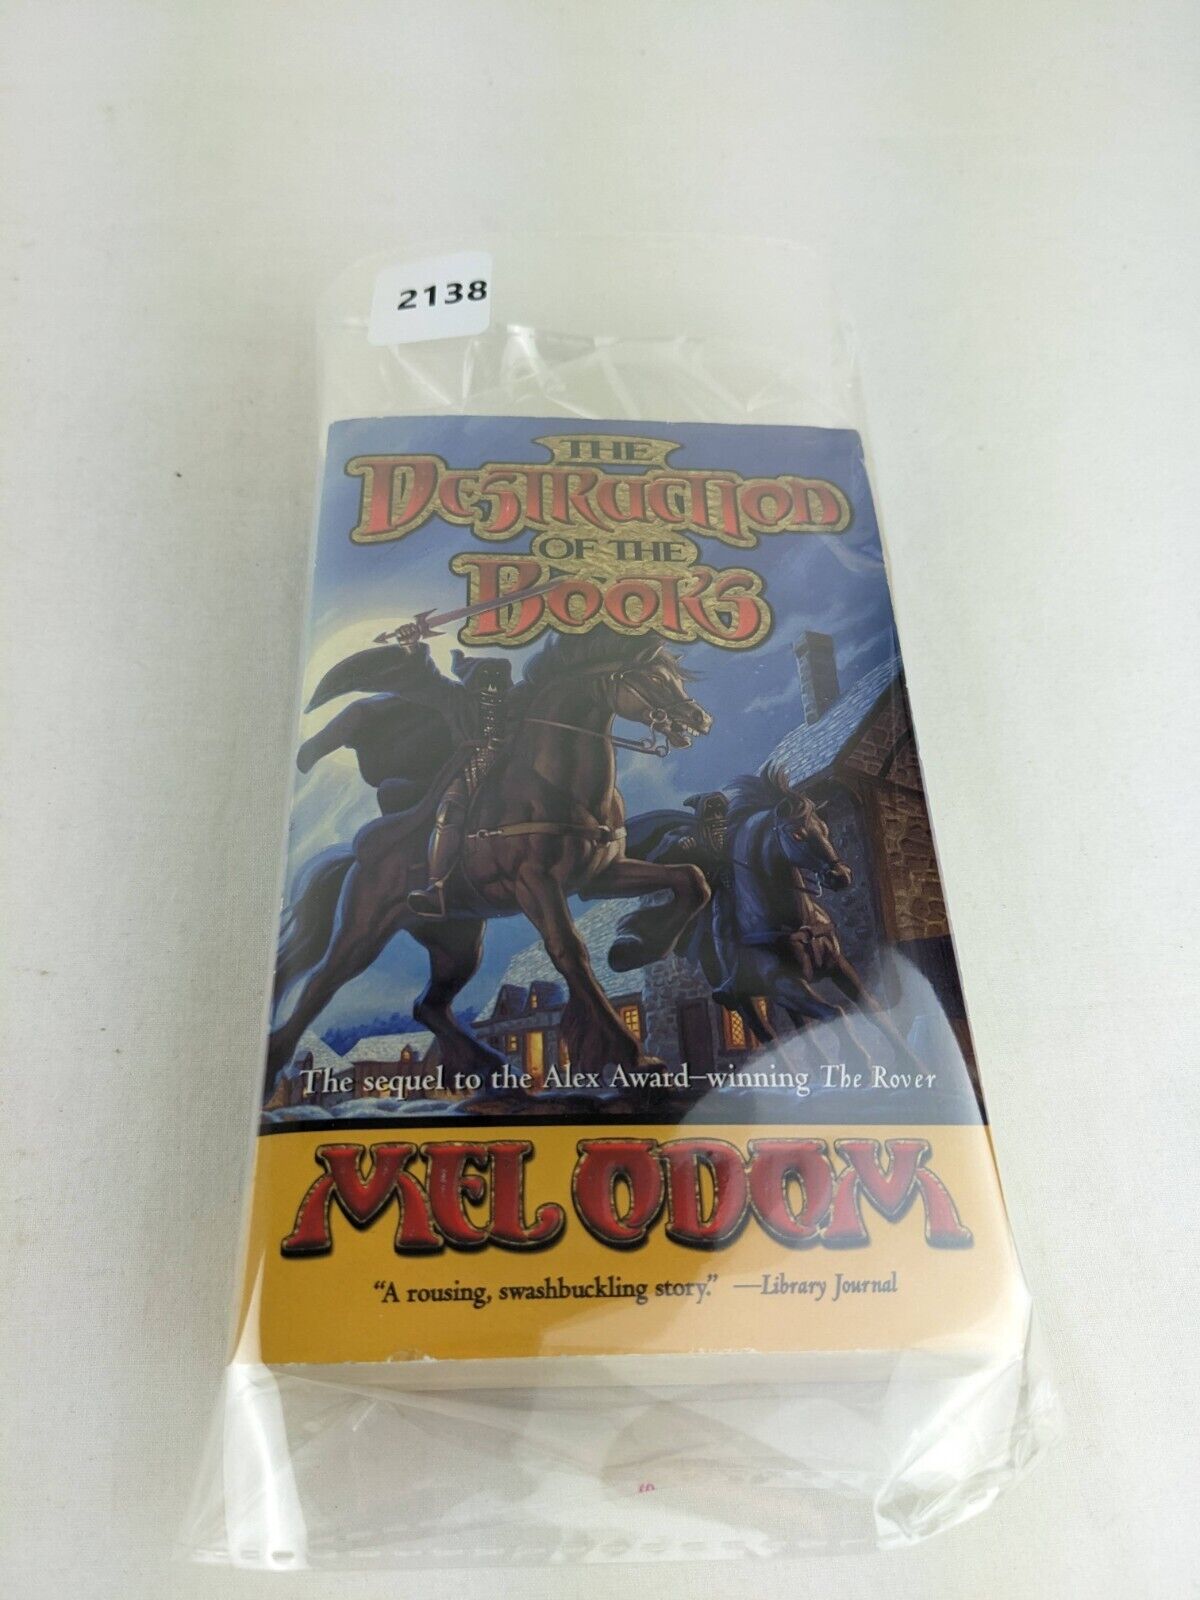 2138
THE
DESTRUCTION
OF THE
BOOKS
The sequel to the Alex Award–winning The Rover
MEL ODOM
“A rousing, swashbuckling story.” —Library Journal